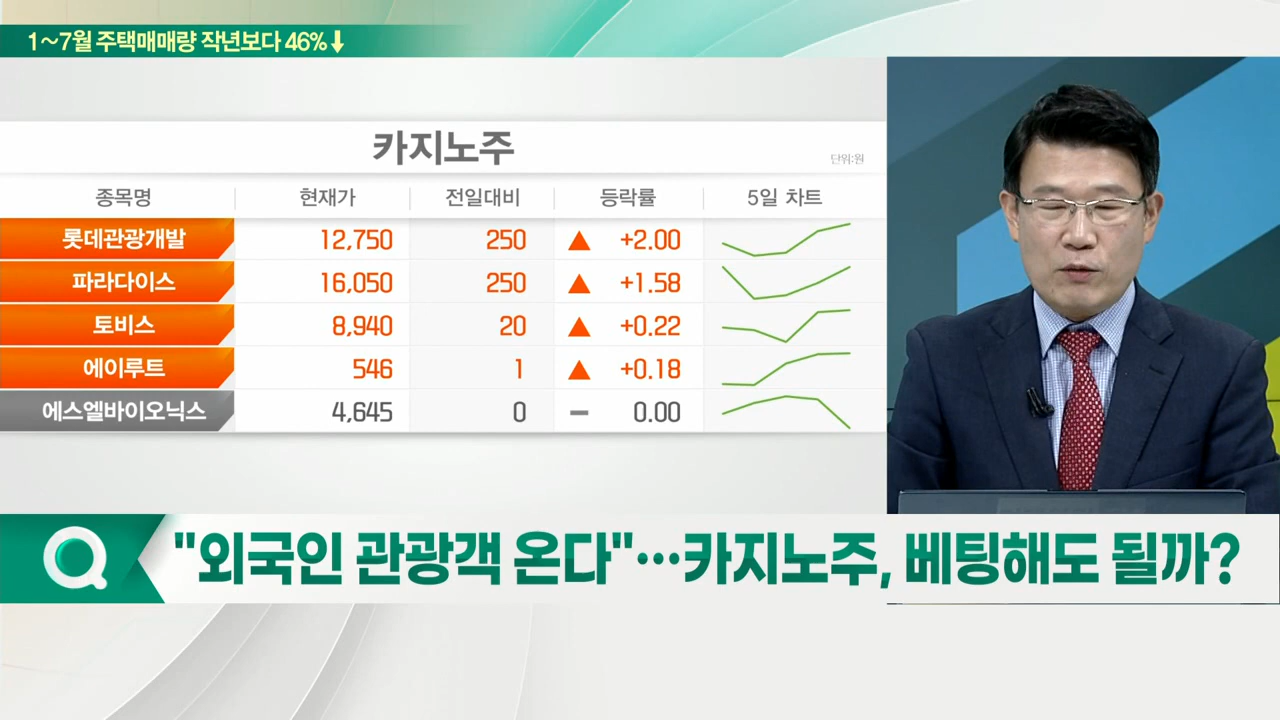 1~7월 주택매매량 작년보다 46%↓
카지노주
단위:원
종목명 현재가 전일대비 등락률 5일 차트
롯데관광개발 12,750 250 ▲ +2.00
파라다이스 16,050 250 ▲ +1.58
토비스 8,940 20 ▲ +0.22
에이루트 546 1 ▲ +0.18
에스엘바이오닉스 4,645 0 – 0.00
"외국인 관광객 온다"…카지노주, 베팅해도 될까?